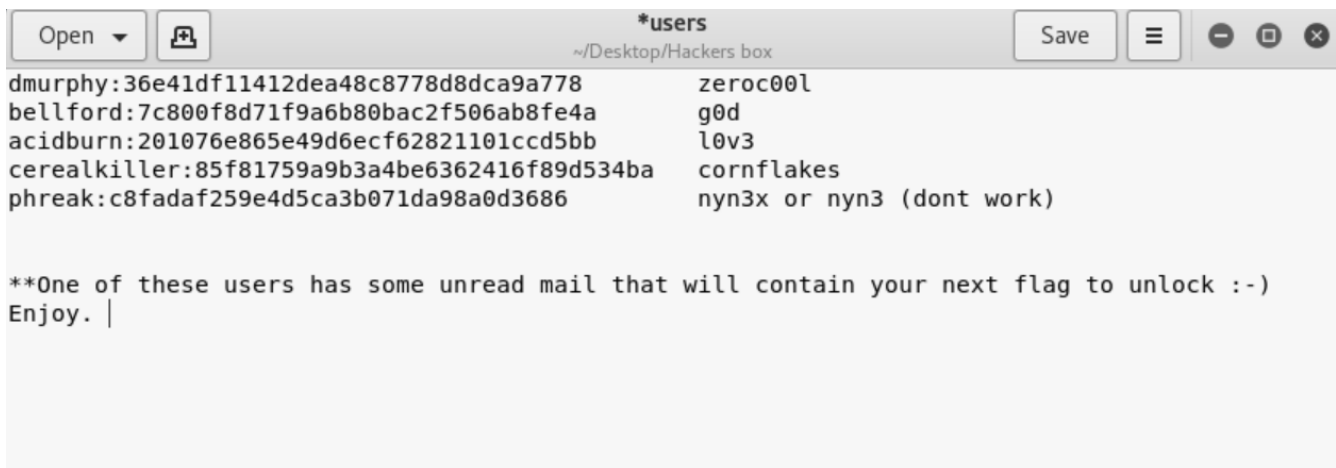 Open
*users
~/Desktop/Hackers box
Save
dmurphy:36e41df11412dea48c8778d8dca9a778 zeroc00l
bellford:7c800f8d71f9a6b80bac2f506ab8fe4a g0d
acidburn:201076e865e49d6ecf62821101ccd5bb l0v3
cerealkiller:85f81759a9b3a4be6362416f89d534ba cornflakes
phreak:c8fadaf259e4d5ca3b071da98a0d3686 nyn3x or nyn3 (dont work)
**One of these users has some unread mail that will contain your next flag to unlock :-)
Enjoy.